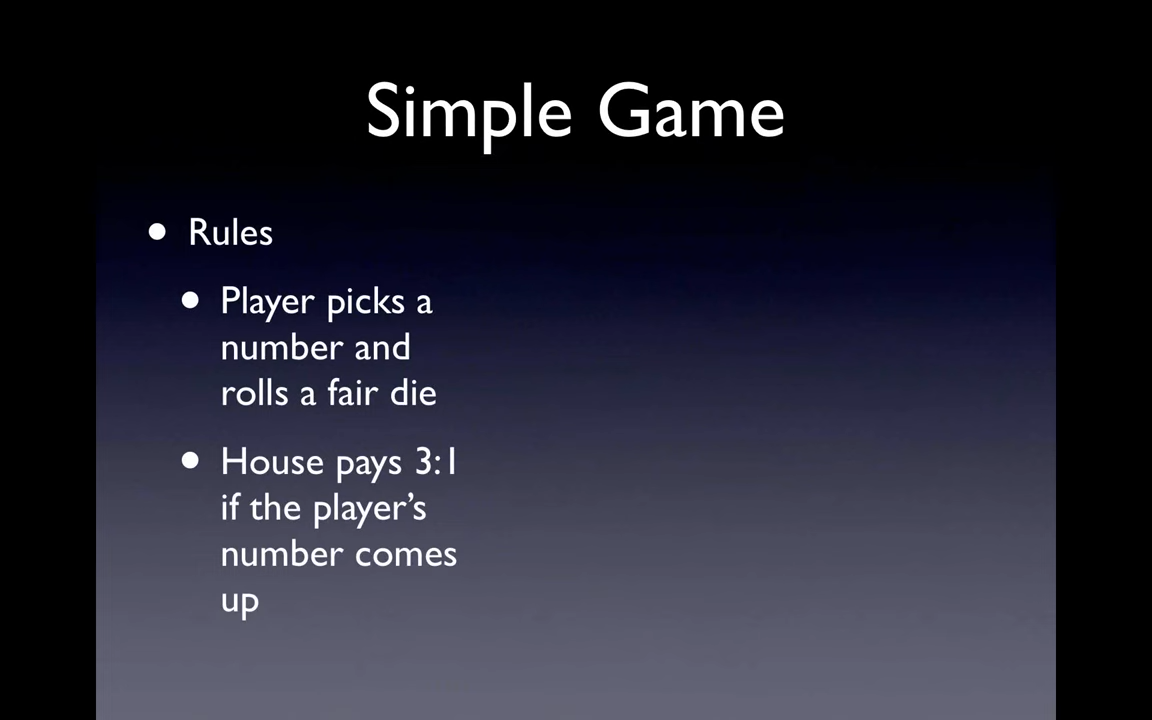 Simple Game
• Rules
• Player picks a
number and
rolls a fair die
• House pays 3:1
if the player’s
number comes
up